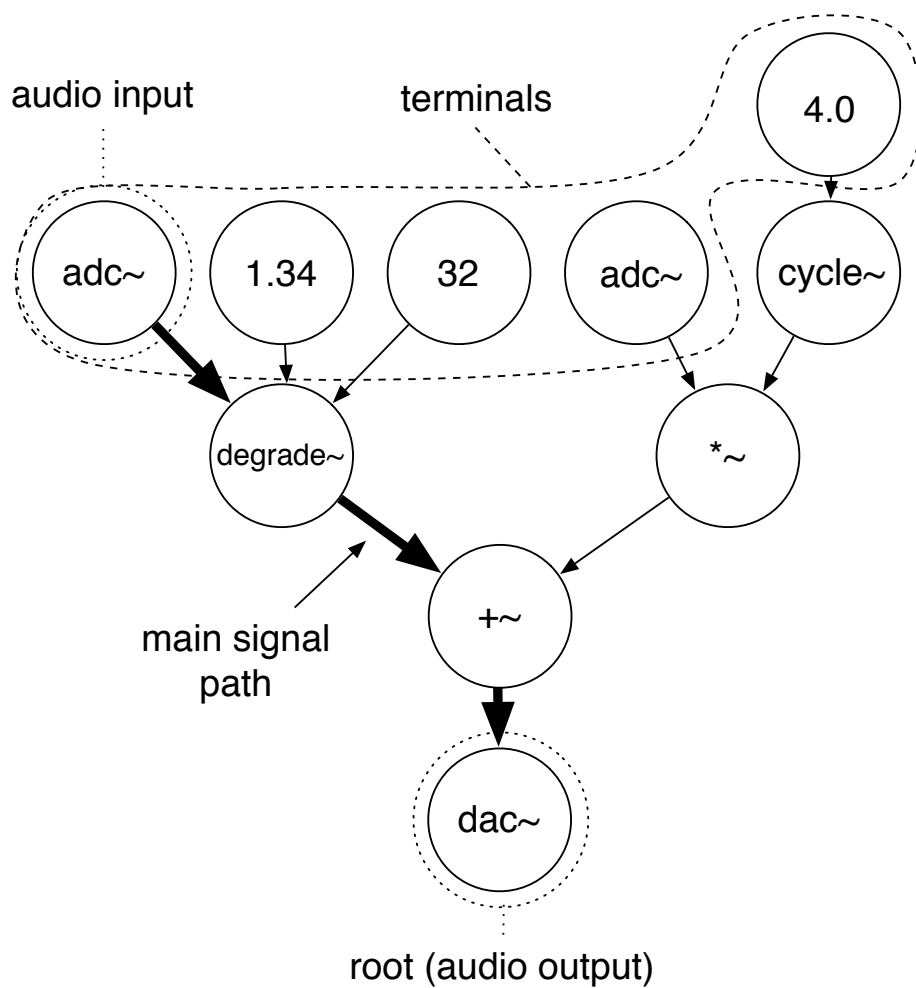 audio input
terminals
4.0
adc~
1.34
32
adc~
cycle~
degrade~
*~
main signal
path
+~
dac~
root (audio output)